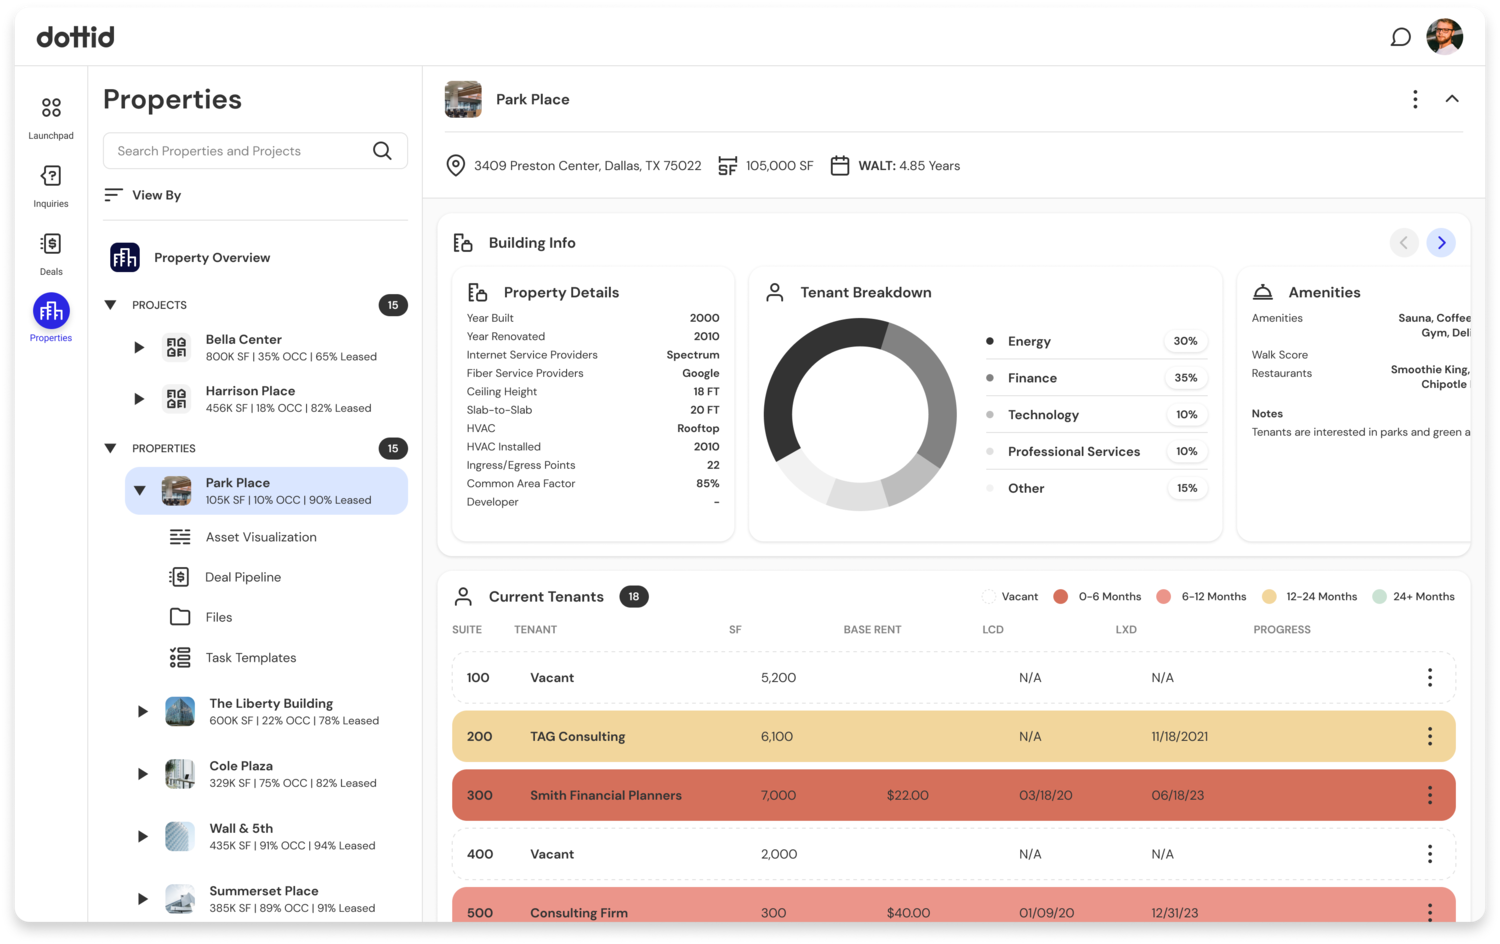 dottid
Launchpad
Inquiries
Deals
Properties
Properties
Search Properties and Projects
View By
Property Overview
PROJECTS 15
Bella Center
800K SF | 35% OCC | 65% Leased
Harrison Place
456K SF | 18% OCC | 82% Leased
PROPERTIES 15
Park Place
105K SF | 10% OCC | 90% Leased
Asset Visualization
Deal Pipeline
Files
Task Templates
The Liberty Building
600K SF | 22% OCC | 78% Leased
Cole Plaza
329K SF | 75% OCC | 82% Leased
Wall & 5th
435K SF | 91% OCC | 94% Leased
Summerset Place
385K SF | 89% OCC | 91% Leased
Park Place
3409 Preston Center, Dallas, TX 75022 SF 105,000 SF WALT: 4.85 Years
Building Info
Property Details
Year Built 2000
Year Renovated 2010
Internet Service Providers Spectrum
Fiber Service Providers Google
Ceiling Height 18 FT
Slab-to-Slab 20 FT
HVAC Rooftop
HVAC Installed 2010
Ingress/Egress Points 22
Common Area Factor 85%
Developer –
Tenant Breakdown
Energy 30%
Finance 35%
Technology 10%
Professional Services 10%
Other 15%
Amenities
Amenities Sauna, Coffee
Gym, Deli
Walk Score
Restaurants Smoothie King,
Chipotle
Notes
Tenants are interested in parks and green a
Current Tenants 18
Vacant 0-6 Months 6-12 Months 12-24 Months 24+ Months
SUITE TENANT SF BASE RENT LCD LXD PROGRESS
100 Vacant 5,200 N/A N/A
200 TAG Consulting 6,100 N/A 11/18/2021
300 Smith Financial Planners 7,000 $22.00 03/18/20 06/18/23
400 Vacant 2,000 N/A N/A
500 Consulting Firm 300 $40.00 01/09/20 12/31/23